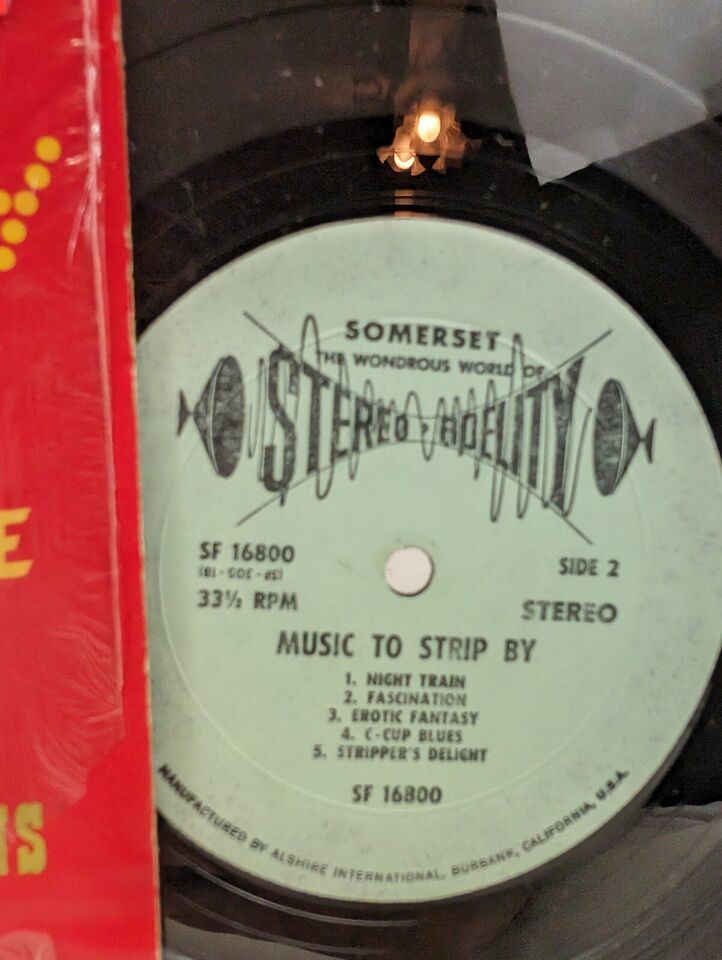 E
NS
SOMERSET
THE WONDROUS WORLD OF
STEREO-FIDELITY
SF 16800
SIDE 2
33⅓ RPM
STEREO
MUSIC TO STRIP BY
1. NIGHT TRAIN
2. FASCINATION
3. EROTIC FANTASY
4. C-CUP BLUES
5. STRIPPER'S DELIGHT
SF 16800
MANUFACTURED BY ALSHIRE INTERNATIONAL, BURBANK, CALIFORNIA, U.S.A.